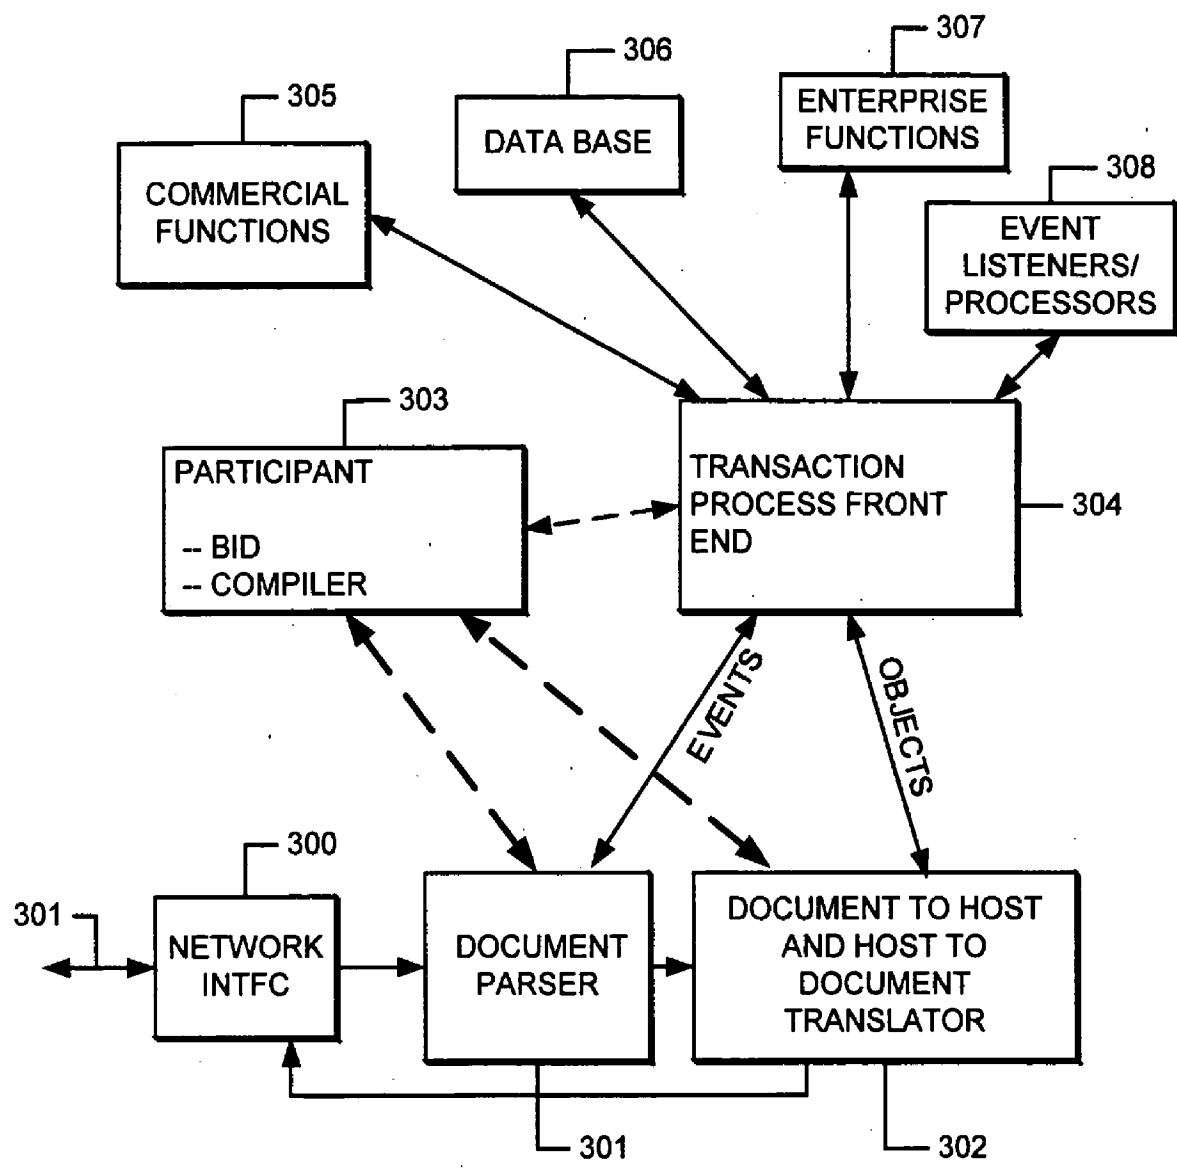 307
306
ENTERPRISE
FUNCTIONS
305
DATA BASE
308
COMMERCIAL
FUNCTIONS
EVENT
LISTENERS/
PROCESSORS
303
PARTICIPANT
-- BID
-- COMPILER
TRANSACTION
PROCESS FRONT
END
304
EVENTS
OBJECTS
300
301
NETWORK
INTFC
DOCUMENT
PARSER
DOCUMENT TO HOST
AND HOST TO
DOCUMENT
TRANSLATOR
301
302